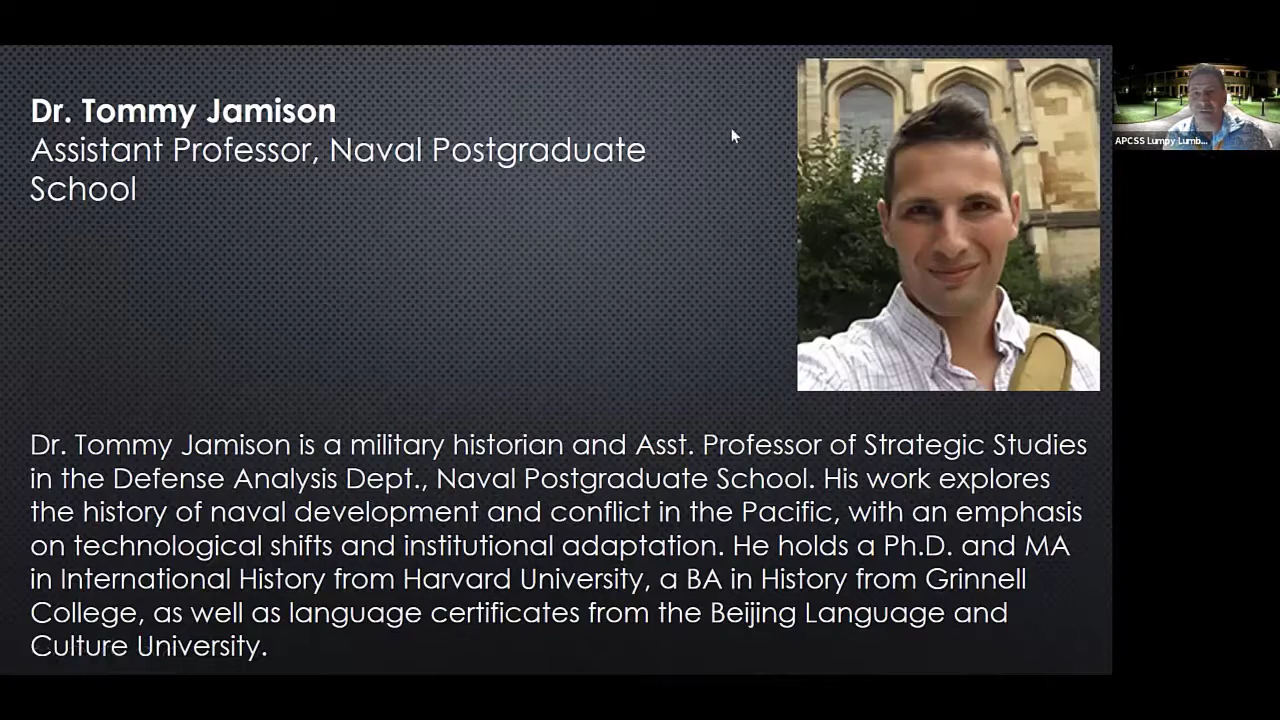 Dr. Tommy Jamison
Assistant Professor, Naval Postgraduate
School
APCSS Lumpy Lumb...
Dr. Tommy Jamison is a military historian and Asst. Professor of Strategic Studies
in the Defense Analysis Dept., Naval Postgraduate School. His work explores
the history of naval development and conflict in the Pacific, with an emphasis
on technological shifts and institutional adaptation. He holds a Ph.D. and MA
in International History from Harvard University, a BA in History from Grinnell
College, as well as language certificates from the Beijing Language and
Culture University.